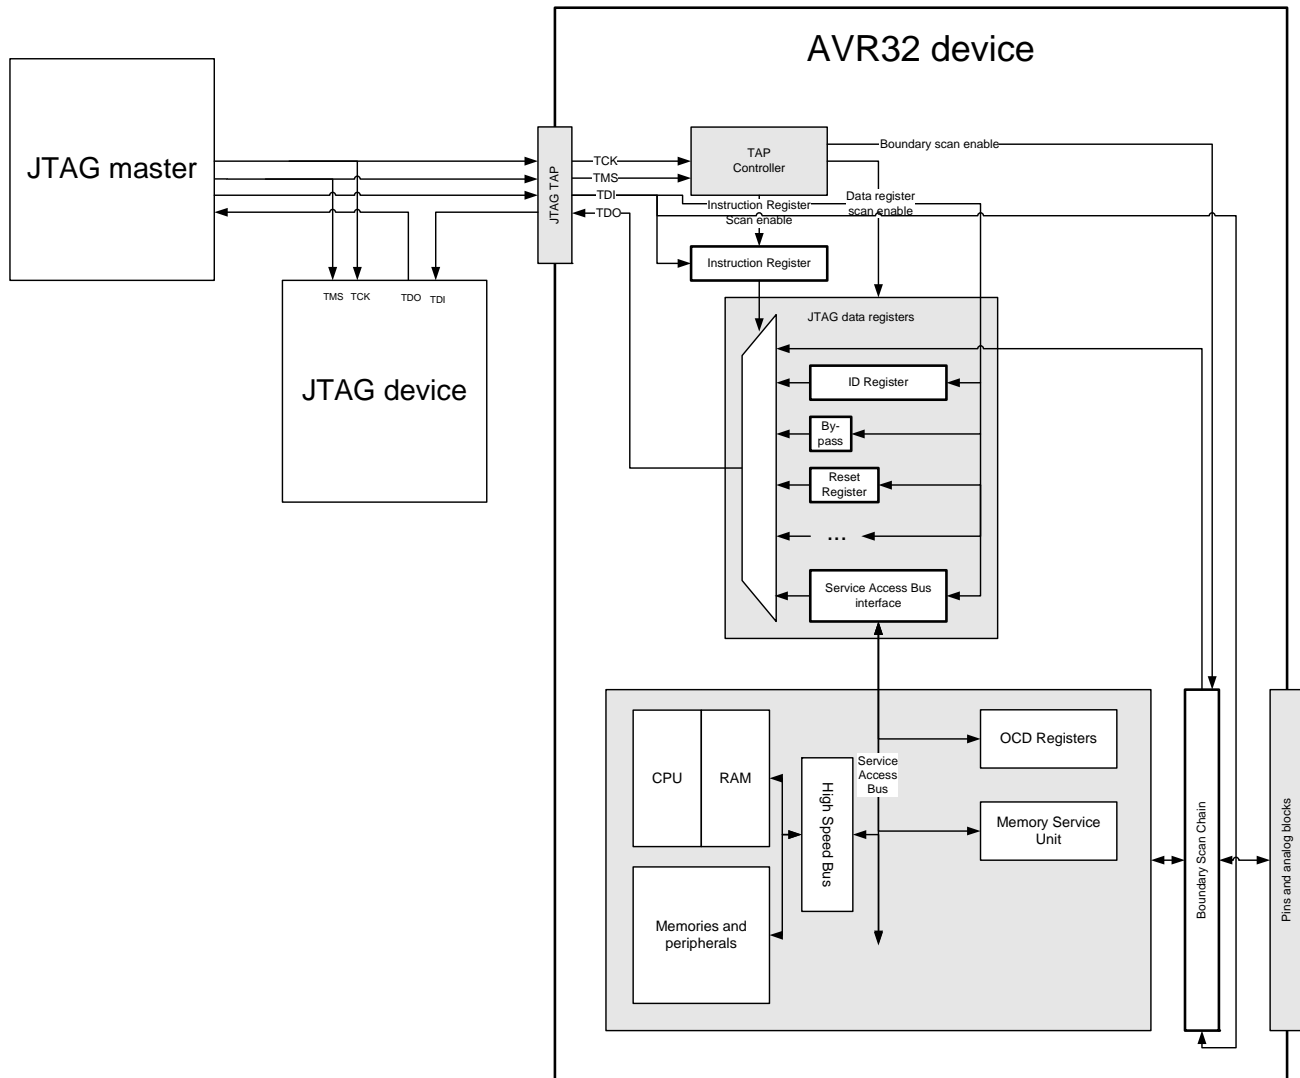 AVR32 device
JTAG master
JTAG TAP
TCK
TMS
TDI
TDO
TAP
Controller
Boundary scan enable
Instruction Register
Scan enable
Data register
scan enable
Instruction Register
TMS TCK TDO TDI
JTAG device
JTAG data registers
ID Register
By-
pass
Reset
Register
...
Service Access Bus
interface
CPU
RAM
High Speed Bus
Service
Access
Bus
OCD Registers
Memory Service
Unit
Memories and
peripherals
Boundary Scan Chain
Pins and analog blocks